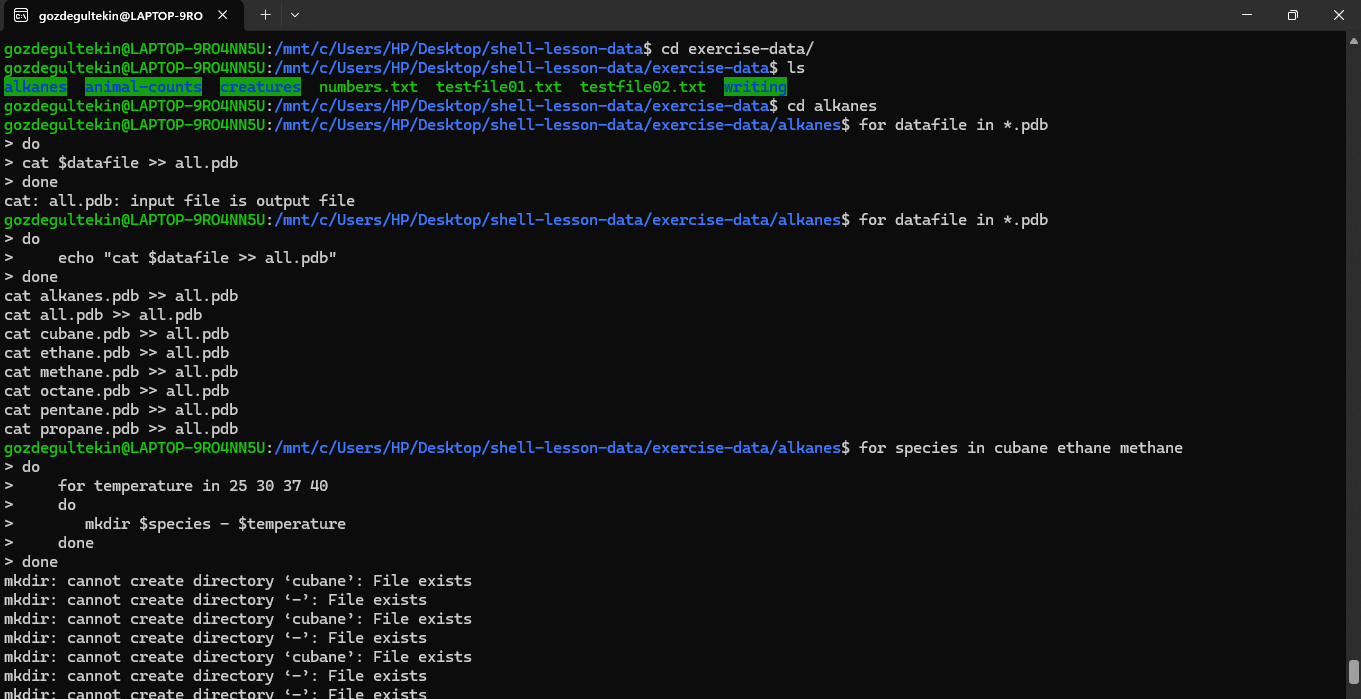 gozdegultekin@LAPTOP-9RO
gozdegultekin@LAPTOP-9RO4NN5U:/mnt/c/Users/HP/Desktop/shell-lesson-data$ cd exercise-data/
gozdegultekin@LAPTOP-9RO4NN5U:/mnt/c/Users/HP/Desktop/shell-lesson-data/exercise-data$ ls
alkanes  animal-counts  creatures  numbers.txt  testfile01.txt  testfile02.txt  writing
gozdegultekin@LAPTOP-9RO4NN5U:/mnt/c/Users/HP/Desktop/shell-lesson-data/exercise-data$ cd alkanes
gozdegultekin@LAPTOP-9RO4NN5U:/mnt/c/Users/HP/Desktop/shell-lesson-data/exercise-data/alkanes$ for datafile in *.pdb
> do
> cat $datafile >> all.pdb
> done
cat: all.pdb: input file is output file
gozdegultekin@LAPTOP-9RO4NN5U:/mnt/c/Users/HP/Desktop/shell-lesson-data/exercise-data/alkanes$ for datafile in *.pdb
> do
>     echo "cat $datafile >> all.pdb"
> done
cat alkanes.pdb >> all.pdb
cat all.pdb >> all.pdb
cat cubane.pdb >> all.pdb
cat ethane.pdb >> all.pdb
cat methane.pdb >> all.pdb
cat octane.pdb >> all.pdb
cat pentane.pdb >> all.pdb
cat propane.pdb >> all.pdb
gozdegultekin@LAPTOP-9RO4NN5U:/mnt/c/Users/HP/Desktop/shell-lesson-data/exercise-data/alkanes$ for species in cubane ethane methane
> do
>     for temperature in 25 30 37 40
>     do
>        mkdir $species - $temperature
>     done
> done
mkdir: cannot create directory ‘cubane’: File exists
mkdir: cannot create directory ‘-’: File exists
mkdir: cannot create directory ‘cubane’: File exists
mkdir: cannot create directory ‘-’: File exists
mkdir: cannot create directory ‘cubane’: File exists
mkdir: cannot create directory ‘-’: File exists
mkdir: cannot create directory ‘-’: File exists